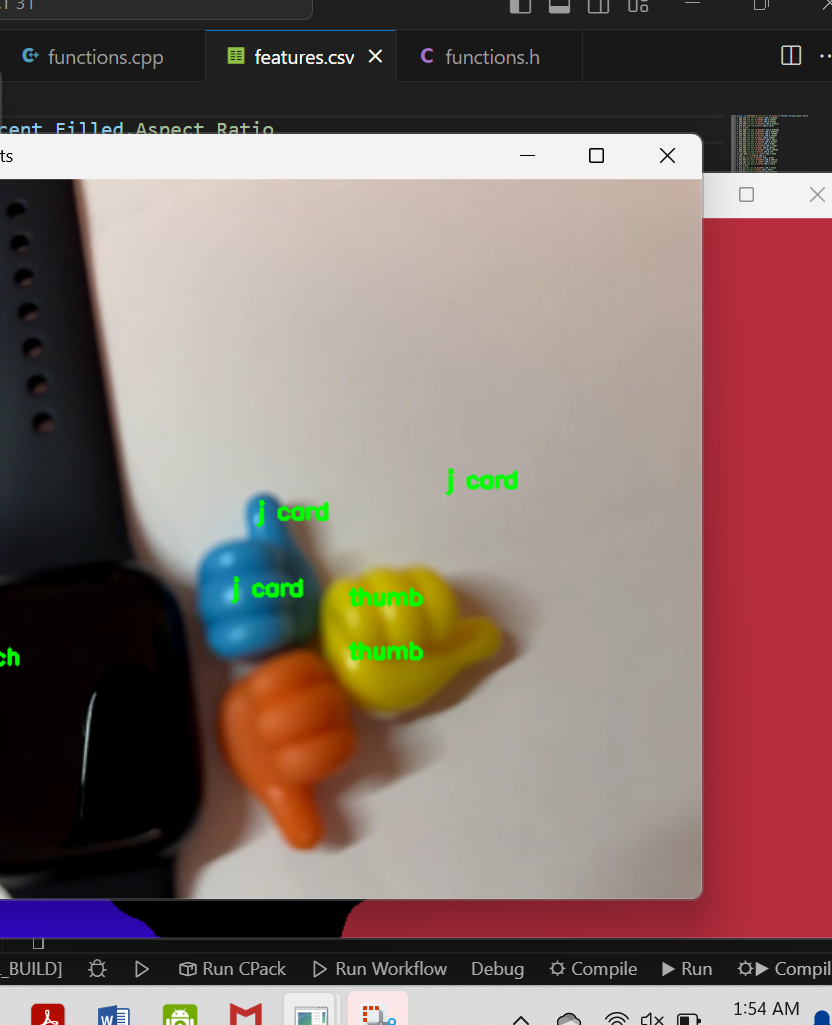 functions.cpp
features.csv
functions.h
cent Filled,Aspect Ratio
ts
j card
j card
j card
thumb
thumb
ch
_BUILD]
Run CPack
Run Workflow
Debug
Compile
Run
Compil
1:54 AM